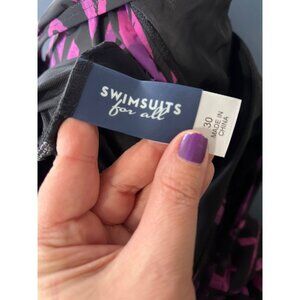 SWIMSUITS
for all
30
MADE IN
CHINA